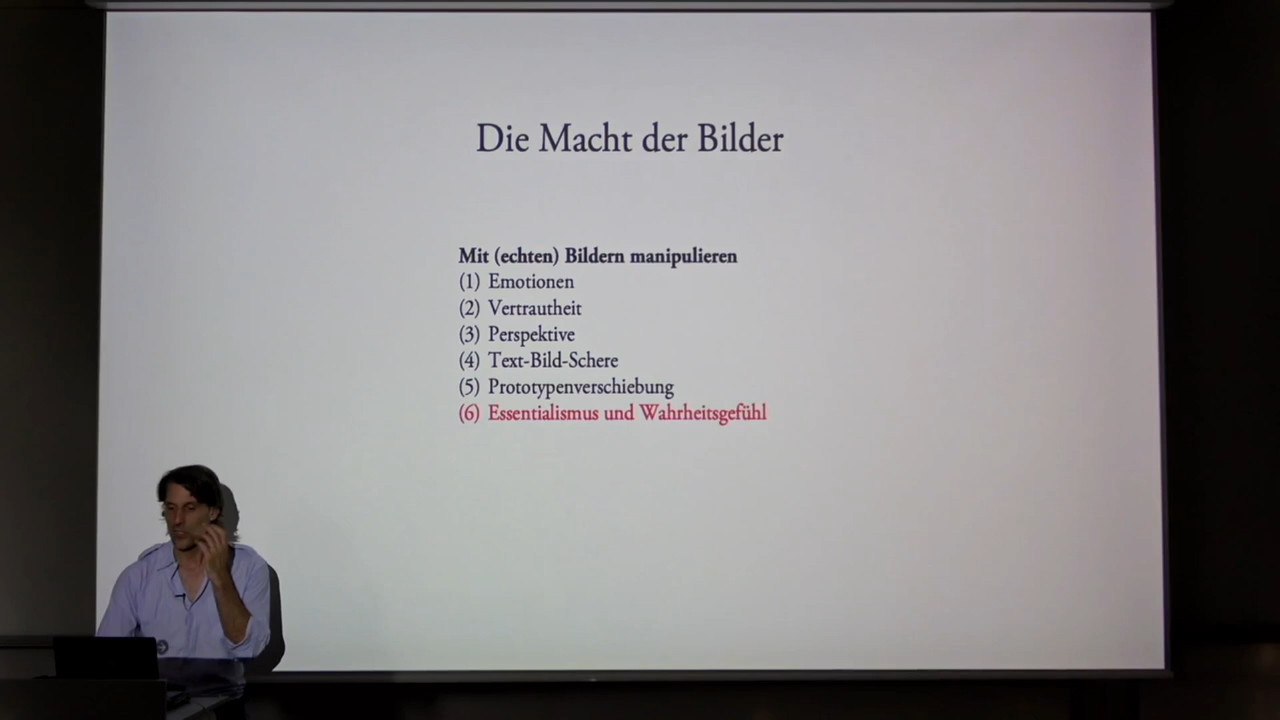 Die Macht der Bilder
Mit (echten) Bildern manipulieren
(1) Emotionen
(2) Vertrautheit
(3) Perspektive
(4) Text-Bild-Schere
(5) Prototypenverschiebung
(6) Essentialismus und Wahrheitsgefühl